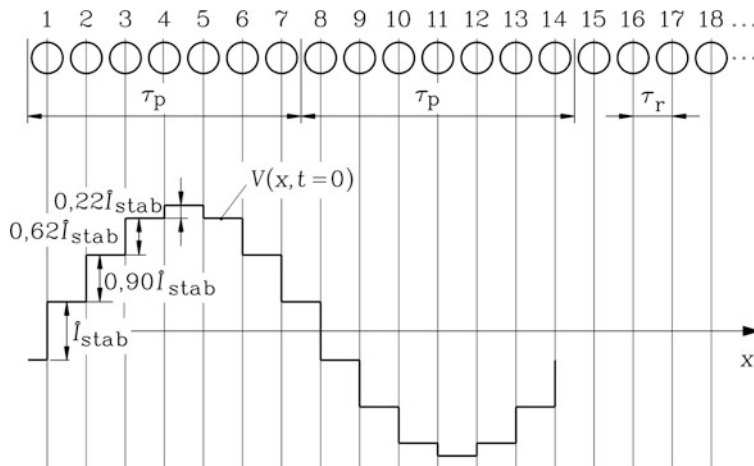 1 2 3 4 5 6 7 8 9 10 11 12 13 14 15 16 17 18 ...
...
τp τp τr
V(x, t=0)
0,22Îstab
0,62Îstab
0,90Îstab
Îstab
x